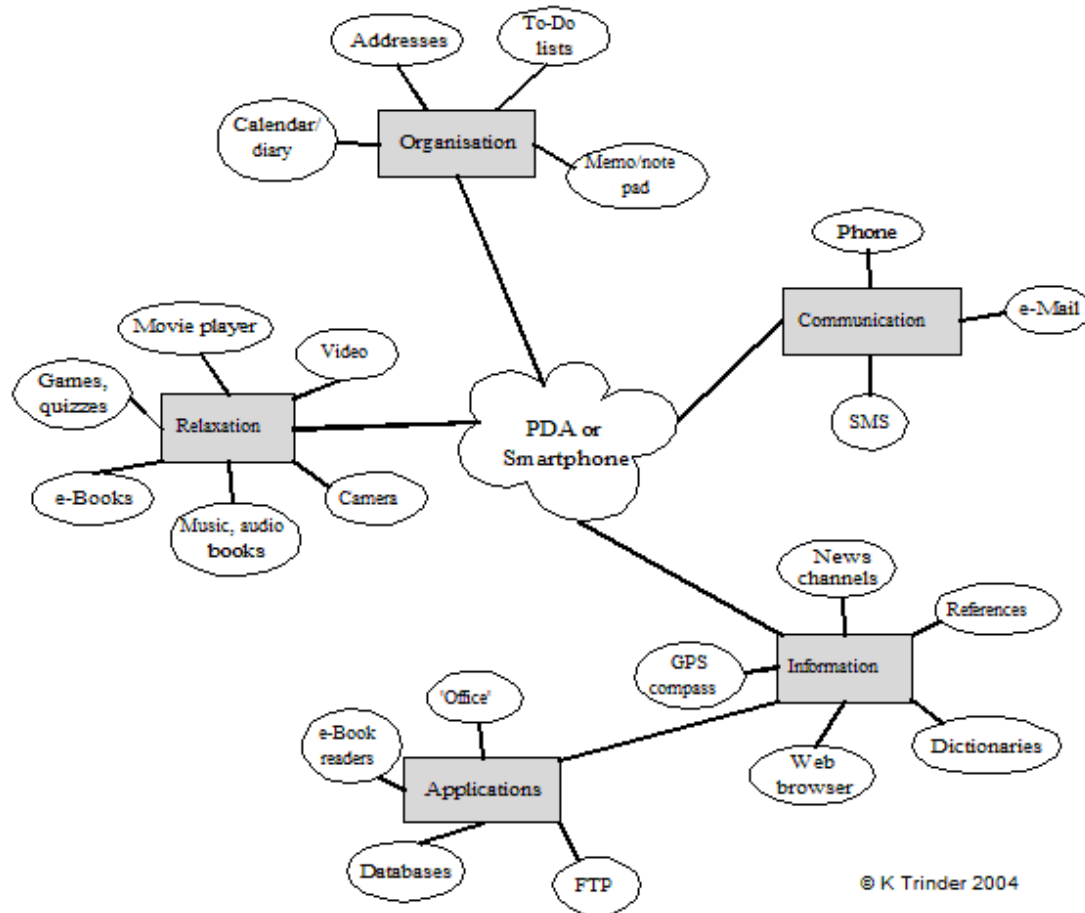 Addresses
To-Do
lists
Calendar/
diary
Organisation
Memo/note
pad
Phone
Communication
e-Mail
SMS
Movie player
Video
Games,
quizzes
Relaxation
e-Books
Music, audio
books
Camera
PDA or
Smartphone
News
channels
References
GPS
compass
Information
Web
browser
Dictionaries
'Office'
e-Book
readers
Applications
Databases
FTP
© K Trinder 2004